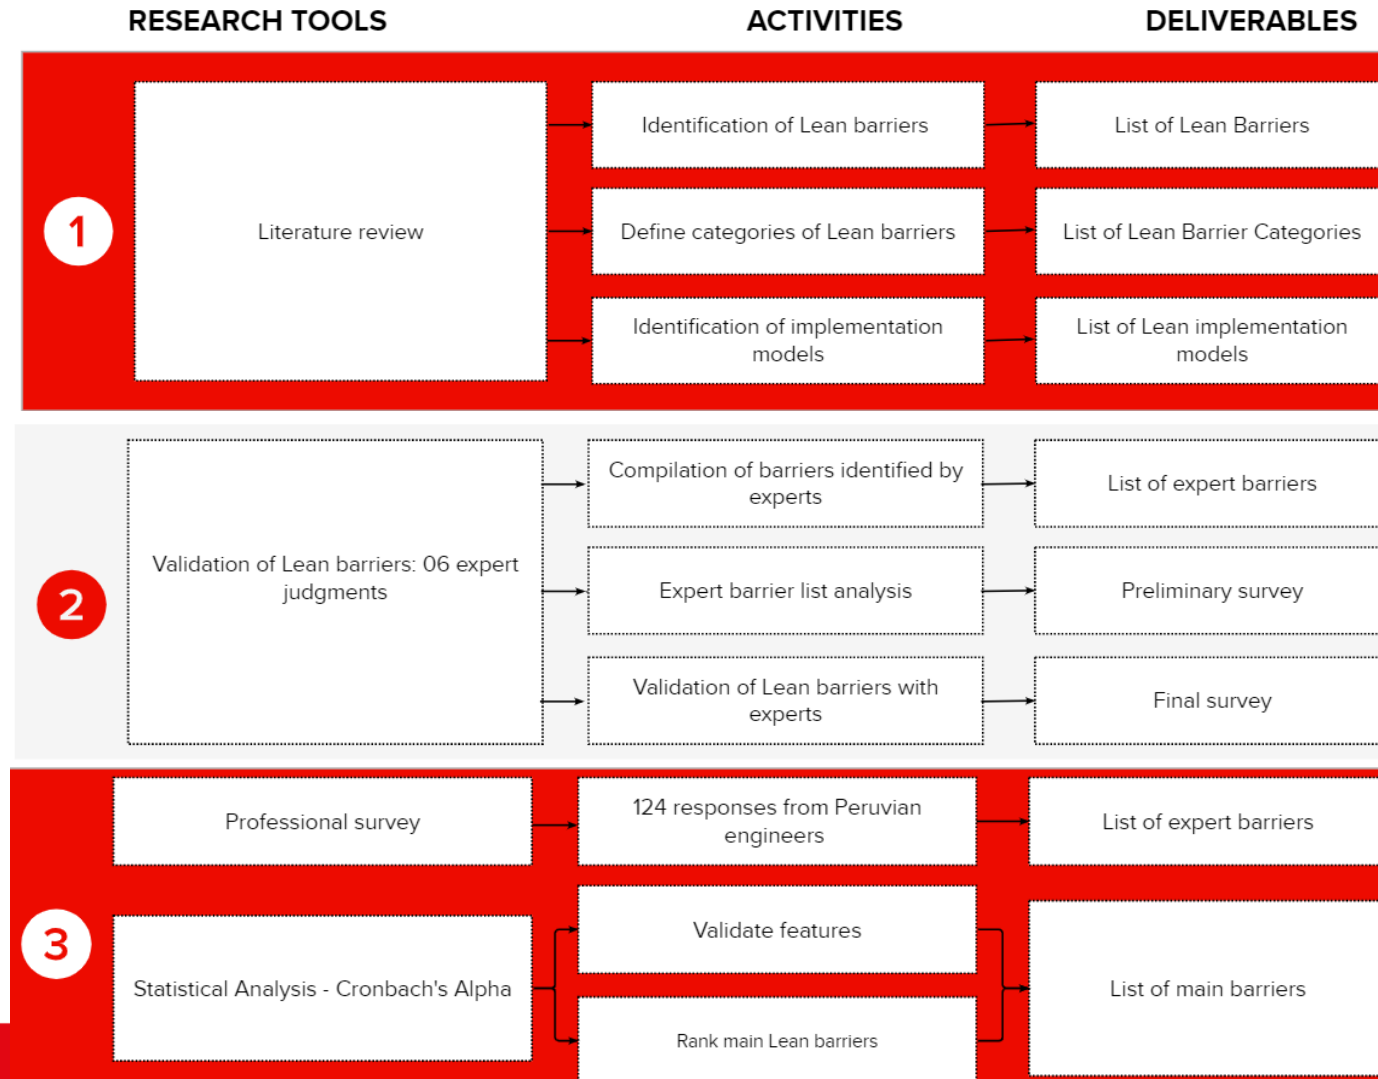 RESEARCH TOOLS
ACTIVITIES
DELIVERABLES
1
Literature review
Identification of Lean barriers
List of Lean Barriers
Define categories of Lean barriers
List of Lean Barrier Categories
Identification of implementation
models
List of Lean implementation
models
2
Validation of Lean barriers: 06 expert
judgments
Compilation of barriers identified by
experts
List of expert barriers
Expert barrier list analysis
Preliminary survey
Validation of Lean barriers with
experts
Final survey
3
Professional survey
124 responses from Peruvian
engineers
List of expert barriers
Statistical Analysis - Cronbach's Alpha
Validate features
Rank main Lean barriers
List of main barriers